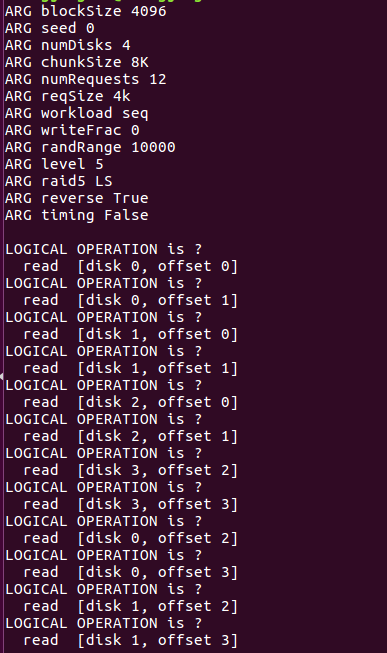 ARG blockSize 4096
ARG seed 0
ARG numDisks 4
ARG chunkSize 8K
ARG numRequests 12
ARG reqSize 4k
ARG workload seq
ARG writeFrac 0
ARG randRange 10000
ARG level 5
ARG raid5 LS
ARG reverse True
ARG timing False
LOGICAL OPERATION is ?
read [disk 0, offset 0]
LOGICAL OPERATION is ?
read [disk 0, offset 1]
LOGICAL OPERATION is ?
read [disk 1, offset 0]
LOGICAL OPERATION is ?
read [disk 1, offset 1]
LOGICAL OPERATION is ?
read [disk 2, offset 0]
LOGICAL OPERATION is ?
read [disk 2, offset 1]
LOGICAL OPERATION is ?
read [disk 3, offset 2]
LOGICAL OPERATION is ?
read [disk 3, offset 3]
LOGICAL OPERATION is ?
read [disk 0, offset 2]
LOGICAL OPERATION is ?
read [disk 0, offset 3]
LOGICAL OPERATION is ?
read [disk 1, offset 2]
LOGICAL OPERATION is ?
read [disk 1, offset 3]